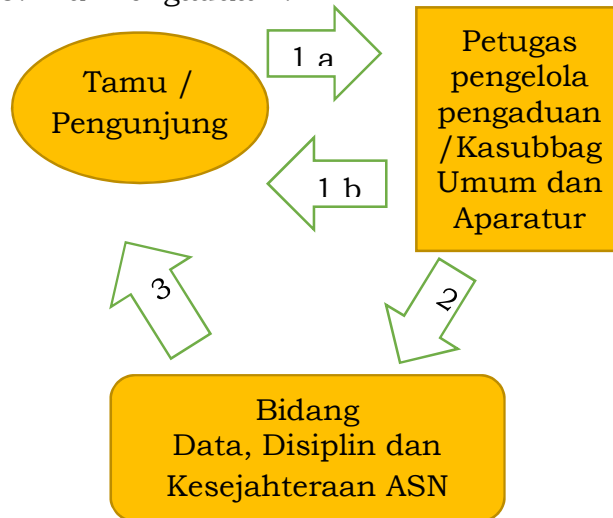 Tamu /
Pengunjung
1 a
Petugas
pengelola
pengaduan
/Kasubbag
Umum dan
Aparatur
1 b
3
2
Bidang
Data, Disiplin dan
Kesejahteraan ASN